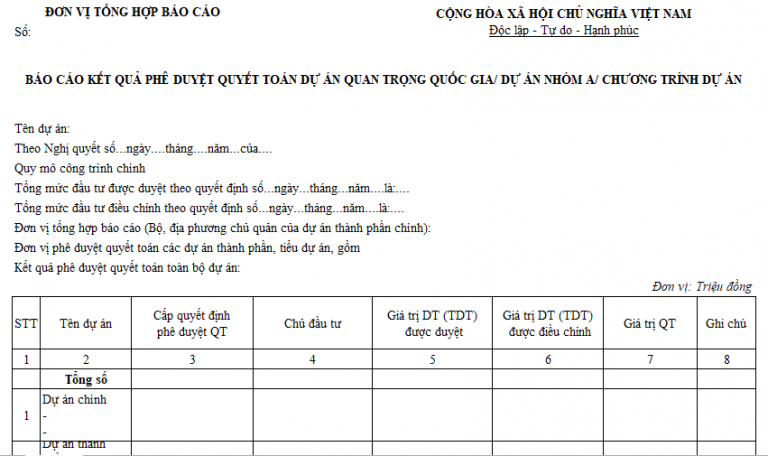 ĐƠN VỊ TỔNG HỢP BÁO CÁO
CỘNG HÒA XÃ HỘI CHỦ NGHĨA VIỆT NAM
Số:
Độc lập - Tự do - Hạnh phúc
BÁO CÁO KẾT QUẢ PHÊ DUYỆT QUYẾT TOÁN DỰ ÁN QUAN TRỌNG QUỐC GIA/ DỰ ÁN NHÓM A/ CHƯƠNG TRÌNH DỰ ÁN
Tên dự án:
Theo Nghị quyết số...ngày....tháng....năm...của....
Quy mô công trình chinh
Tổng mức đầu tư được duyệt theo quyết định số...ngày...tháng...năm....là:....
Tổng mức đầu tư điều chính theo quyết định số...ngày...tháng...năm....là:....
Đơn vị tổng hợp báo cáo (Bộ, địa phương chủ quản của dự án thành phần chinh):
Đơn vị phê duyệt quyết toán các dự án thành phần, tiểu dự án, gồm
Kết quả phê duyệt quyết toán toàn bộ dự án:
Đơn vị: Triệu đồng
STT Tên dự án Cấp quyết định phê duyệt QT Chủ đầu tư Giá trị DT (TDT) được duyệt Giá trị DT (TDT) được điều chinh Giá trị QT Ghi chú
1 2 3 4 5 6 7 8
Tổng số
1 Dự án chinh
-
-
Dự án thành